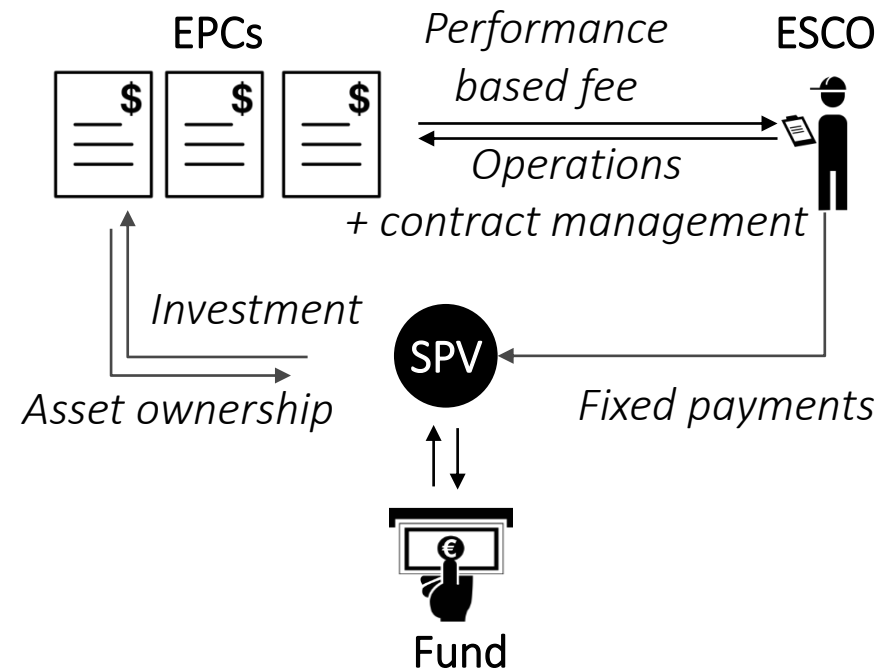 EPCs
Performance
based fee
ESCO
$
$
$
Operations
+ contract management
Investment
SPV
Asset ownership
Fixed payments
€
Fund